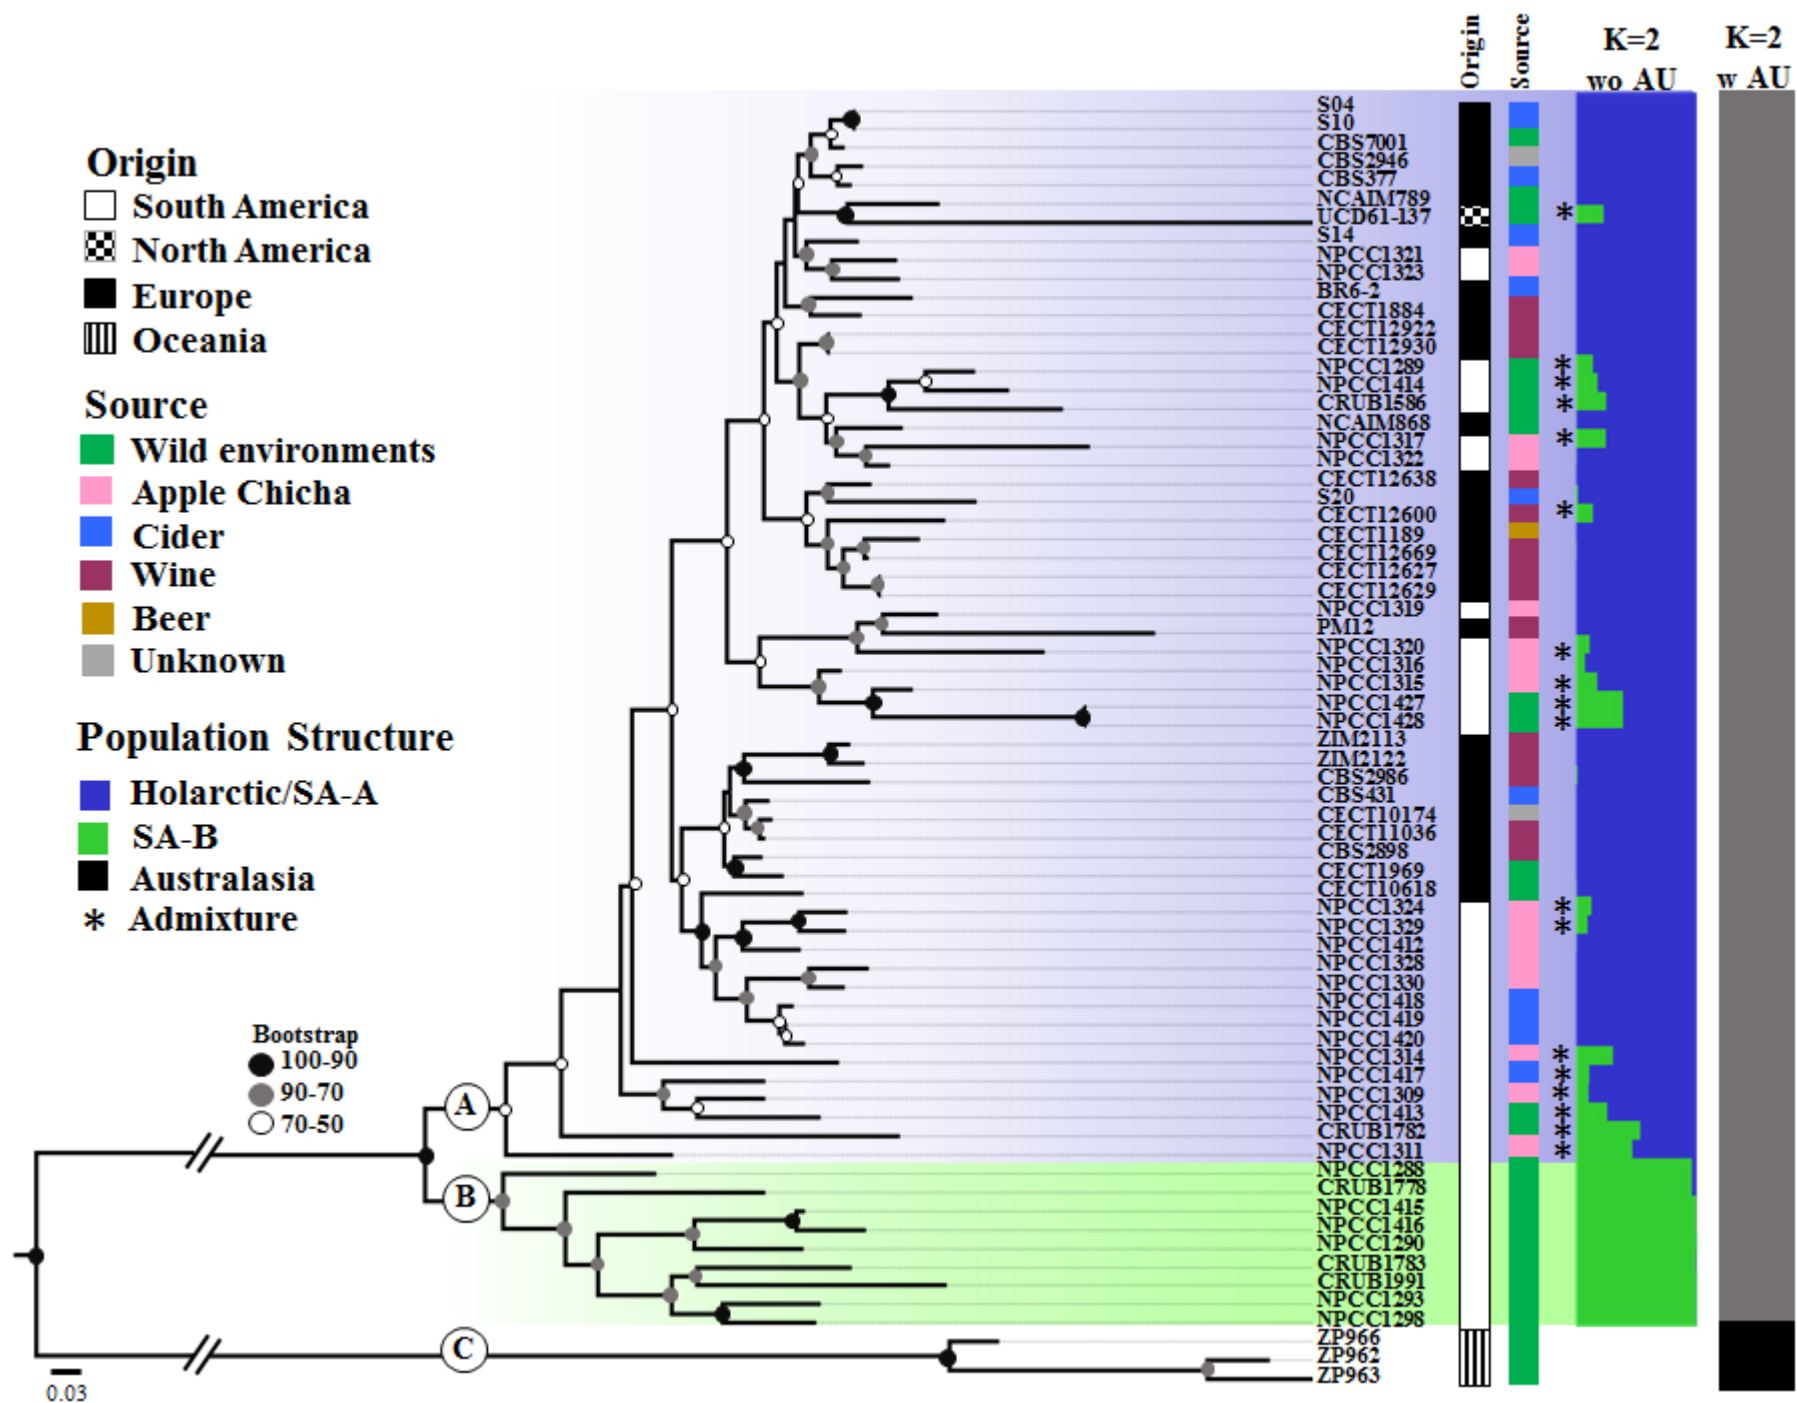 Origin
South America
North America
Europe
Oceania
Source
Wild environments
Apple Chicha
Cider
Wine
Beer
Unknown
Population Structure
Holarctic/SA-A
SA-B
Australasia
* Admixture
Bootstrap
100-90
90-70
70-50
A
B
C
0.03
Origin
Source
K=2
wo AU
K=2
w AU
S04
S10
CBS7001
CBS2946
CBS377
NCAIM789
UCD61-137 *
S14
NPCC1321
NPCC1323
BR6-2
CECT1884
CECT12922
CECT12930
NPCC1289 *
NPCC1414 *
CRUB1586 *
NCAIM868
NPCC1317 *
NPCC1322
CECT12638
S20
CECT12600 *
CECT1189
CECT12669
CECT12627
CECT12629
NPCC1319
PM12
NPCC1320 *
NPCC1316
NPCC1315 *
NPCC1427 *
NPCC1428 *
ZIM2113
ZIM2122
CBS2986
CBS431
CECT10174
CECT11036
CBS2898
CECT1969
CECT10618
NPCC1324 *
NPCC1329 *
NPCC1412
NPCC1328
NPCC1330
NPCC1418
NPCC1419
NPCC1420
NPCC1314 *
NPCC1417 *
NPCC1309 *
NPCC1413 *
CRUB1782 *
NPCC1311 *
NPCC1288
CRUB1778
NPCC1415
NPCC1416
NPCC1290
CRUB1783
CRUB1991
NPCC1293
NPCC1298
ZP966
ZP962
ZP963